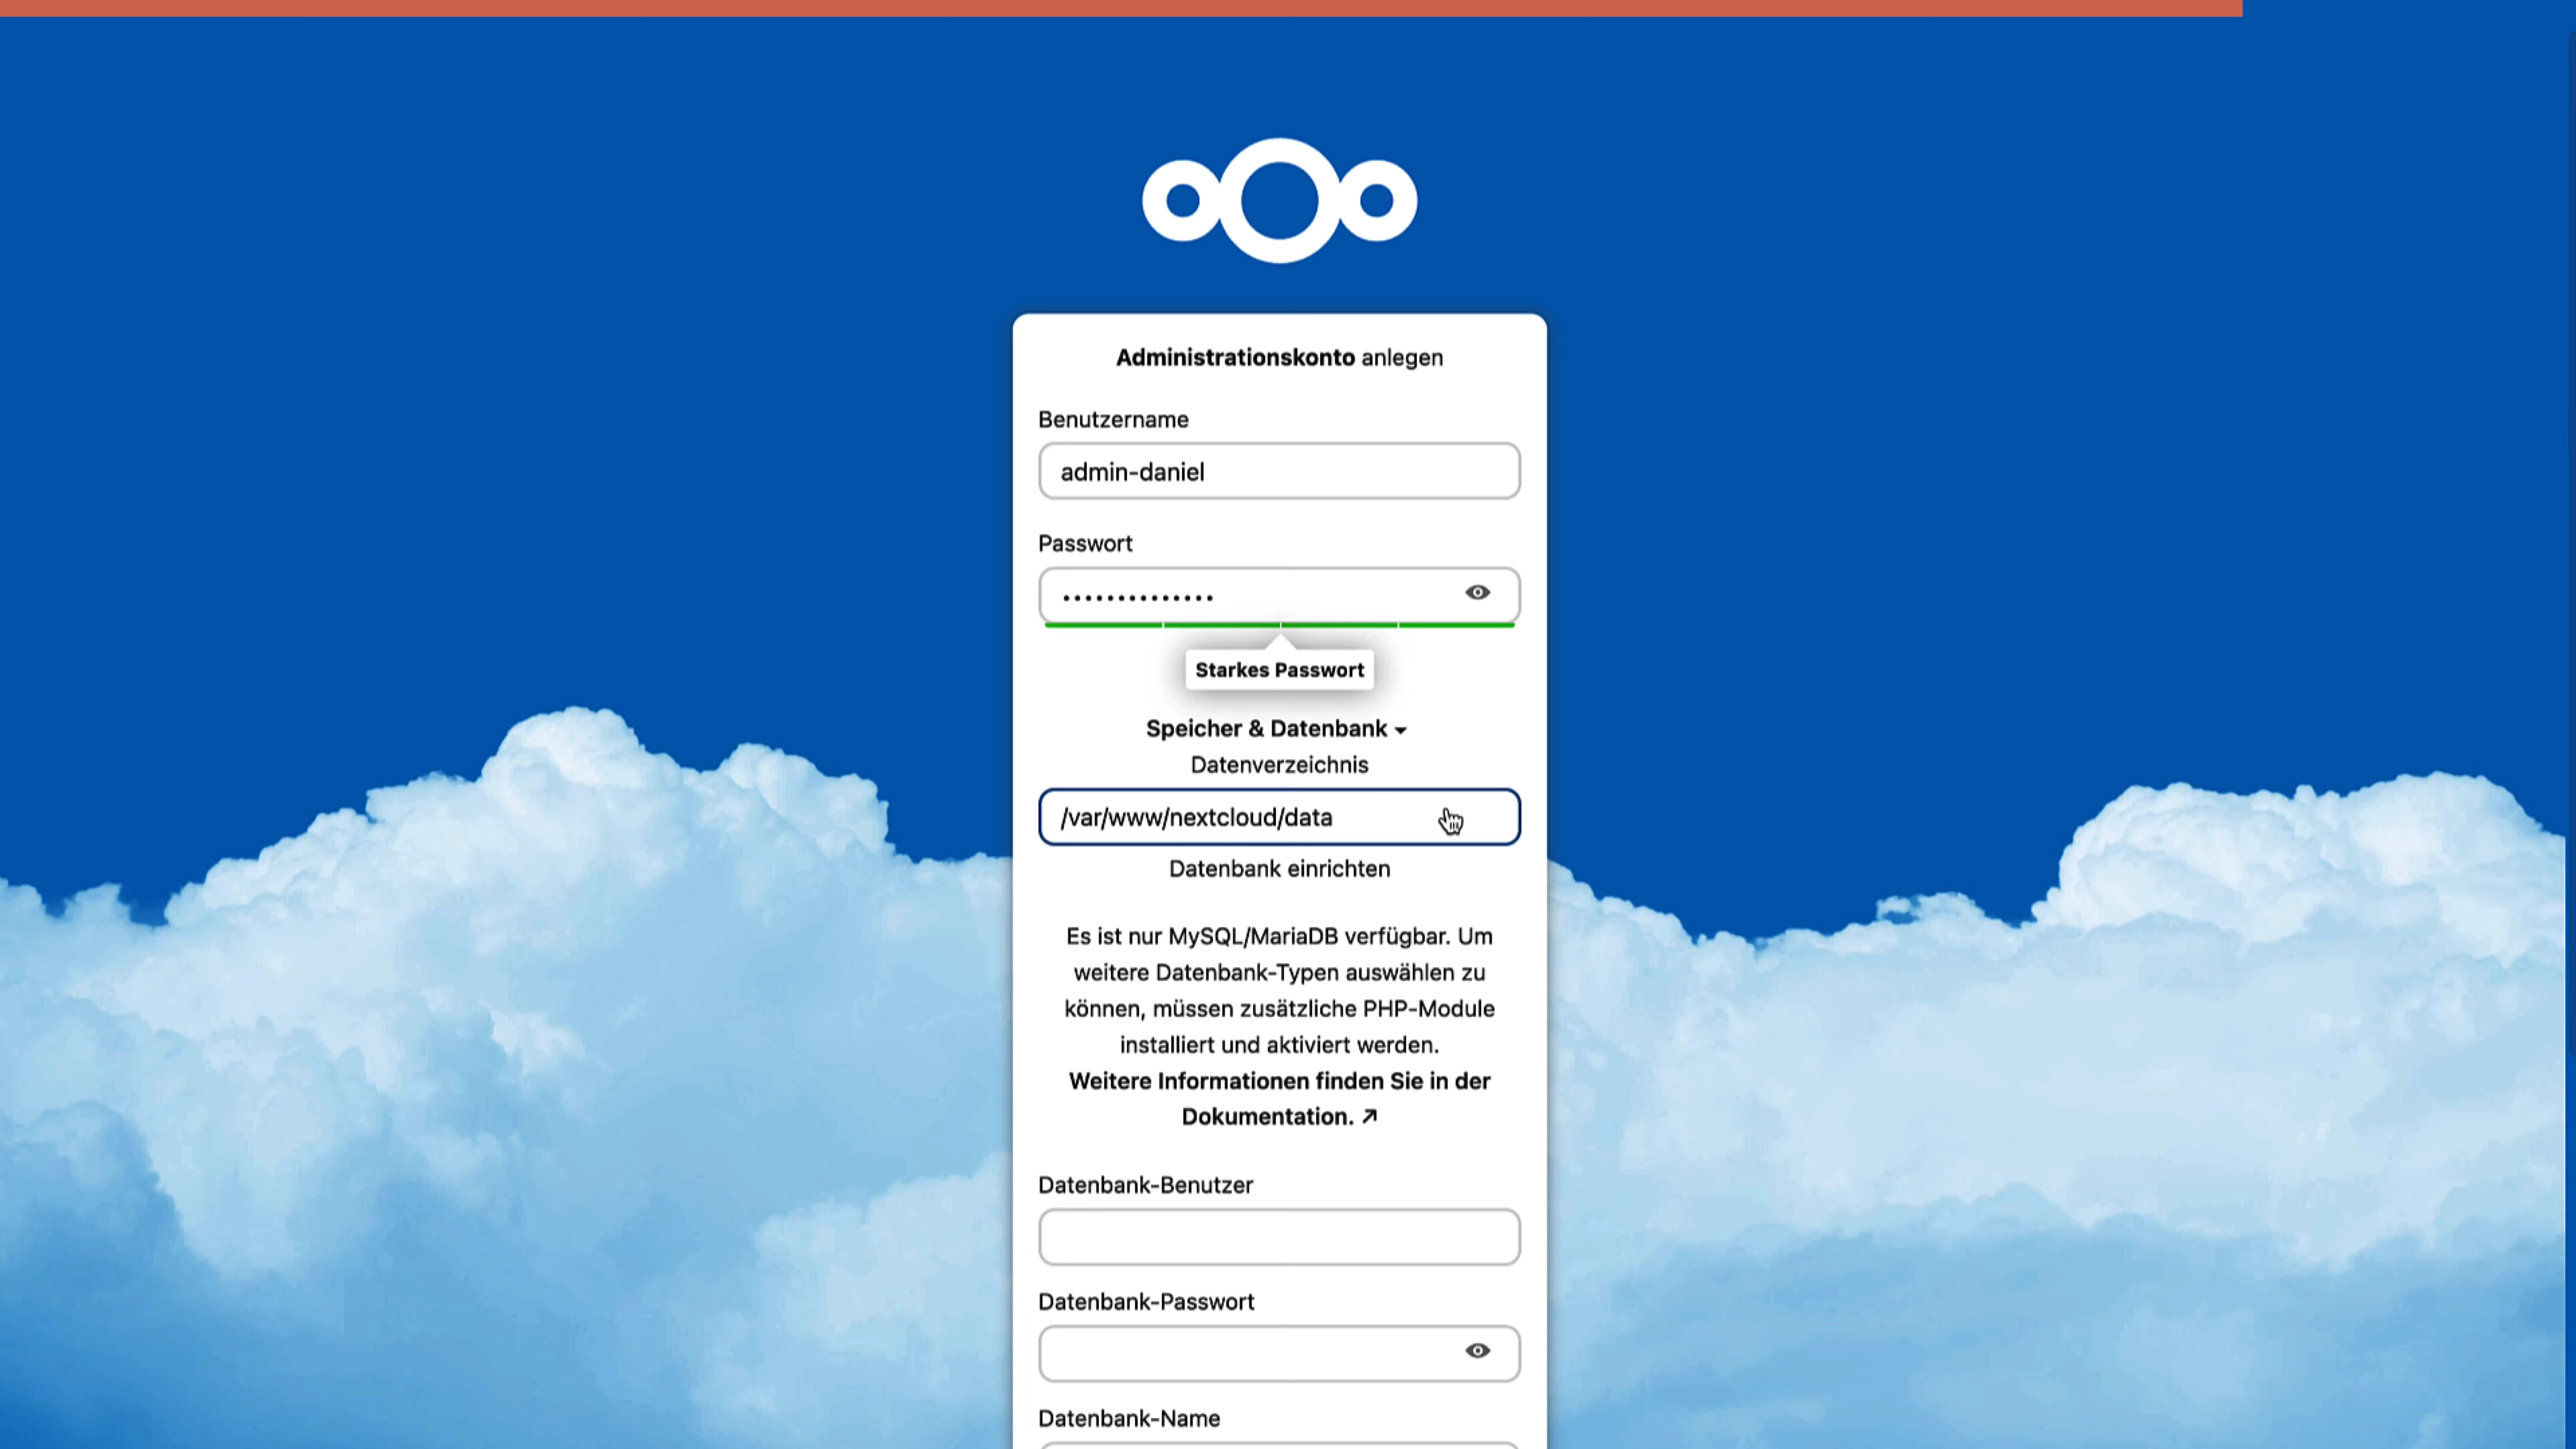 Administrationskonto anlegen
Benutzername
admin-daniel
Passwort
••••••••••••••
Starkes Passwort
Speicher & Datenbank
Datenverzeichnis
/var/www/nextcloud/data
Datenbank einrichten
Es ist nur MySQL/MariaDB verfügbar. Um
weitere Datenbank-Typen auswählen zu
können, müssen zusätzliche PHP-Module
installiert und aktiviert werden.
Weitere Informationen finden Sie in der
Dokumentation. ↗
Datenbank-Benutzer
Datenbank-Passwort
Datenbank-Name